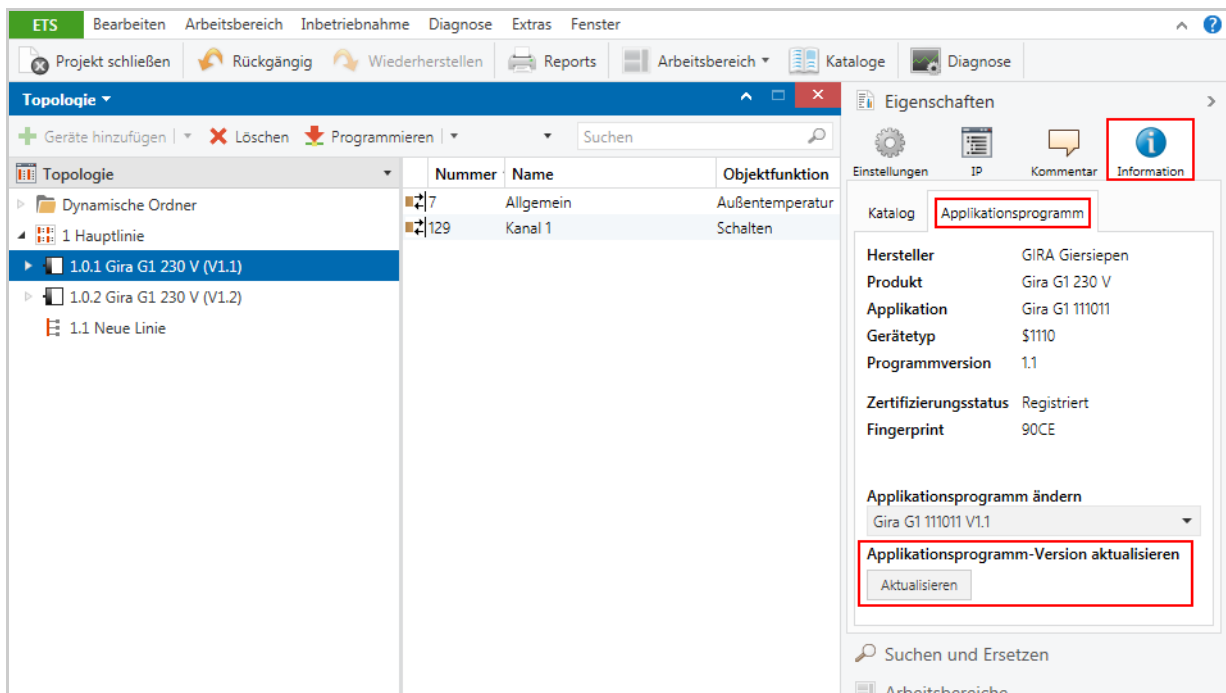 ETS Bearbeiten Arbeitsbereich Inbetriebnahme Diagnose Extras Fenster
Projekt schließen Rückgängig Wiederherstellen Reports Arbeitsbereich Kataloge Diagnose
Topologie
Geräte hinzufügen Löschen Programmieren Suchen
Topologie
Dynamische Ordner
1 Hauptlinie
1.0.1 Gira G1 230 V (V1.1)
1.0.2 Gira G1 230 V (V1.2)
1.1 Neue Linie
Nummer Name Objektfunktion
7 Allgemein Außentemperatur
129 Kanal 1 Schalten
Eigenschaften
Einstellungen IP Kommentar Information
Katalog Applikationsprogramm
Hersteller GIRA Giersiepen
Produkt Gira G1 230 V
Applikation Gira G1 111011
Gerätetyp $1110
Programmversion 1.1
Zertifizierungsstatus Registriert
Fingerprint 90CE
Applikationsprogramm ändern
Gira G1 111011 V1.1
Applikationsprogramm-Version aktualisieren
Aktualisieren
Suchen und Ersetzen
Arbeitsbereiche